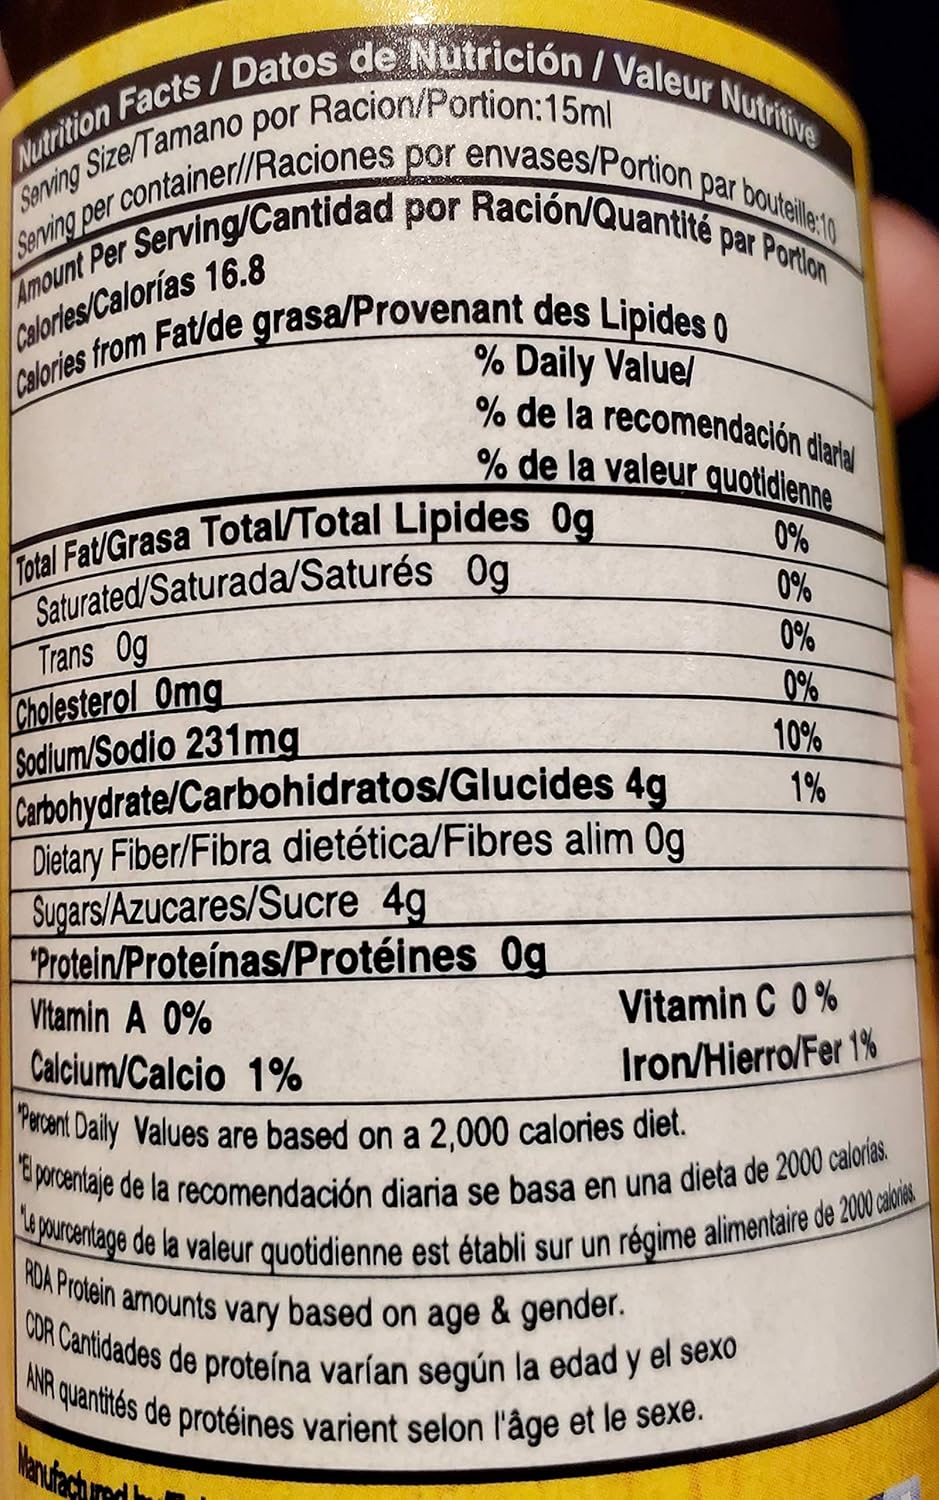 Nutrition Facts / Datos de Nutrición / Valeur Nutritive
Serving Size/Tamano por Racion/Portion:15ml
Serving per container//Raciones por envases/Portion par bouteille:10
Amount Per Serving/Cantidad por Ración/Quantité par Portion
Calories/Calorías 16.8
Calories from Fat/de grasa/Provenant des Lipides 0
% Daily Value/
% de la recomendación diaria/
% de la valeur quotidienne
Total Fat/Grasa Total/Total Lipides 0g 0%
Saturated/Saturada/Saturés 0g 0%
Trans 0g 0%
Cholesterol 0mg 0%
Sodium/Sodio 231mg 10%
Carbohydrate/Carbohidratos/Glucides 4g 1%
Dietary Fiber/Fibra dietética/Fibres alim 0g
Sugars/Azucares/Sucre 4g
*Protein/Proteínas/Protéines 0g
Vitamin A 0% Vitamin C 0%
Calcium/Calcio 1% Iron/Hierro/Fer 1%
*Percent Daily Values are based on a 2,000 calories diet.
*El porcentaje de la recomendación diaria se basa en una dieta de 2000 calorías.
*Le pourcentage de la valeur quotidienne est établi sur un régime alimentaire de 2000 calories.
RDA Protein amounts vary based on age & gender.
CDR Cantidades de proteína varían según la edad y el sexo
ANR quantités de protéines varient selon l'âge et le sexe.
Manufactured